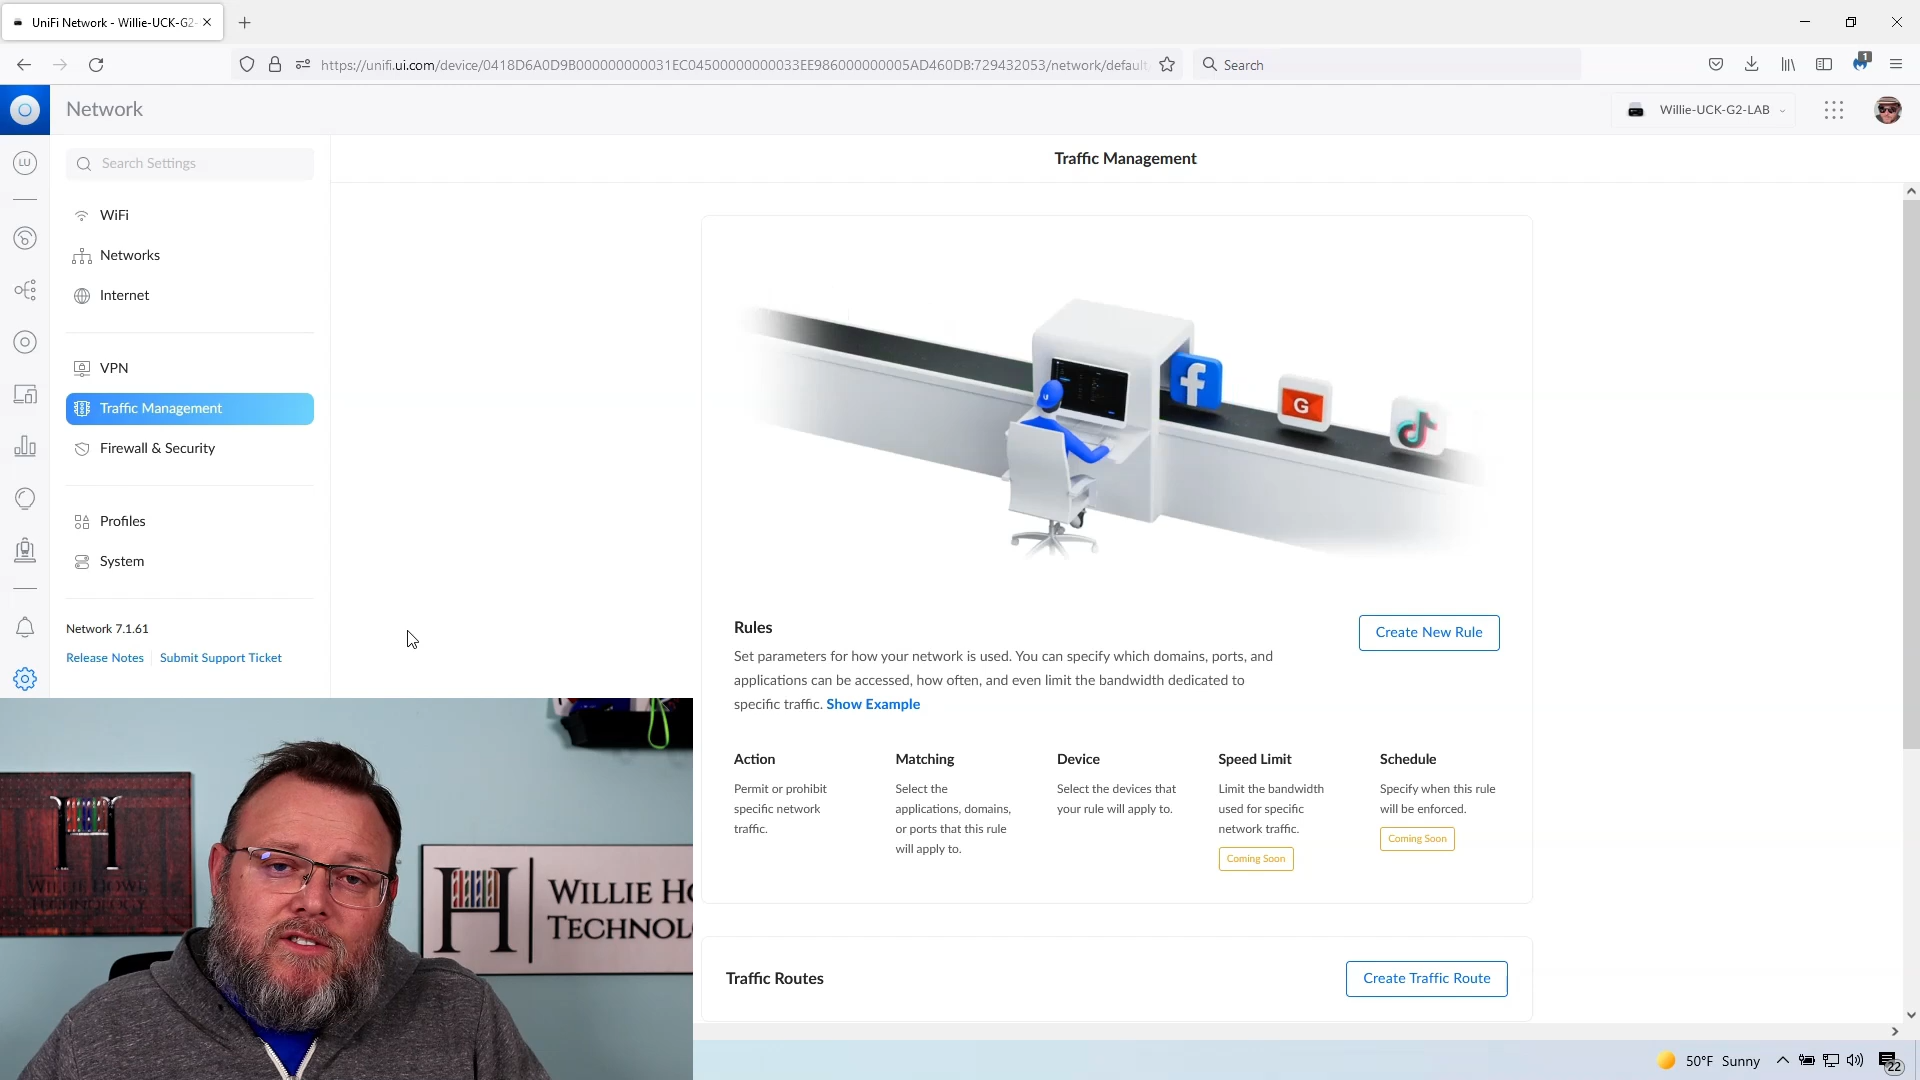 UniFi Network - Willie-UCK-G2-
https://unifi.ui.com/device/0418D6A0D9B000000000031EC04500000000033EE986000000005AD460DB:729432053/network/default
Search
1
Network
Willie-UCK-G2-LAB
LU
Search Settings
WiFi
Networks
Internet
VPN
Traffic Management
Firewall & Security
Profiles
System
Network 7.1.61
Release Notes
Submit Support Ticket
Traffic Management
U
G
Rules
Create New Rule
Set parameters for how your network is used. You can specify which domains, ports, and
applications can be accessed, how often, and even limit the bandwidth dedicated to
specific traffic. Show Example
Action
Permit or prohibit
specific network
traffic.
Matching
Select the
applications, domains,
or ports that this rule
will apply to.
Device
Select the devices that
your rule will apply to.
Speed Limit
Limit the bandwidth
used for specific
network traffic.
Coming Soon
Schedule
Specify when this rule
will be enforced.
Coming Soon
Traffic Routes
Create Traffic Route
WILLIE HOWE
TECHNOLOGY
H
WILLIE HO
TECHNOL
50°F Sunny
22